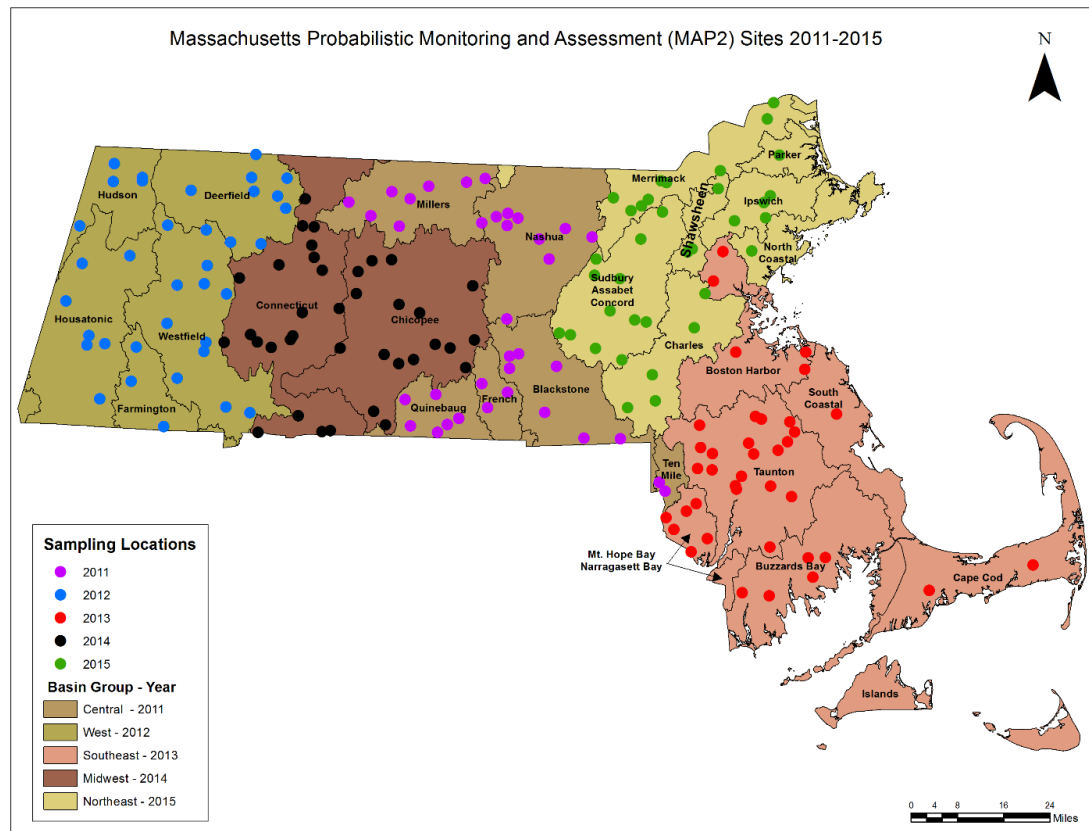 Massachusetts Probabilistic Monitoring and Assessment (MAP2) Sites 2011-2015
N
Parker
Merrimack
Hudson
Deerfield
Millers
Shawsheen
Ipswich
Nashua
North
Coastal
Sudbury
Assabet
Concord
Connecticut
Chicopee
Housatonic
Westfield
Charles
Boston Harbor
Blackstone
South
Coastal
Farmington
Quinebaug
French
Ten
Mile
Taunton
Mt. Hope Bay
Narragasett Bay
Buzzards Bay
Cape Cod
Islands
Sampling Locations
2011
2012
2013
2014
2015
Basin Group - Year
Central - 2011
West - 2012
Southeast - 2013
Midwest - 2014
Northeast - 2015
0 4 8 16 24
Miles